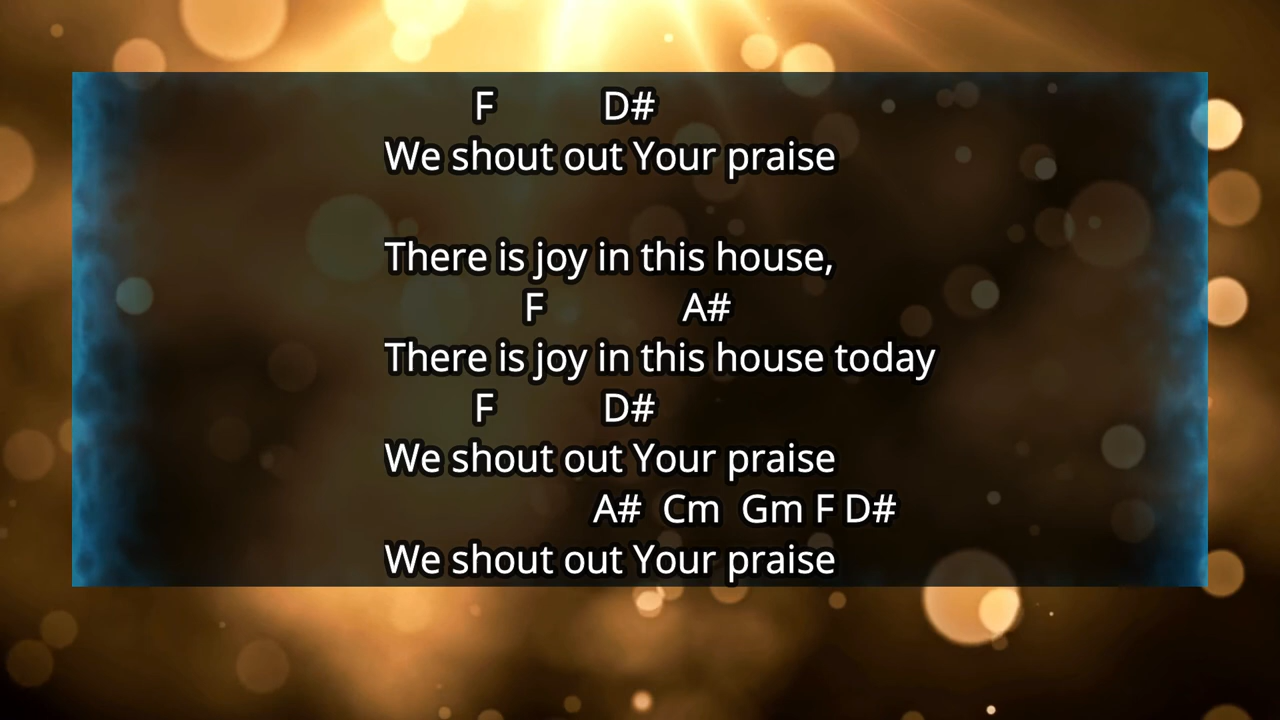 F D#
We shout out Your praise
There is joy in this house,
F A#
There is joy in this house today
F D#
We shout out Your praise
A# Cm Gm F D#
We shout out Your praise